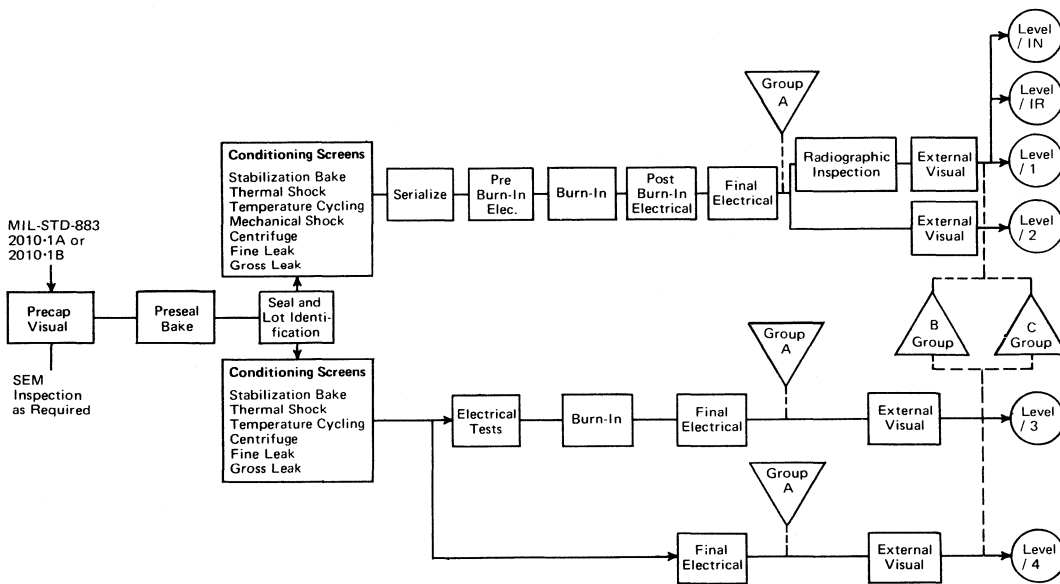 Level
/ IN
Group
A
Level
/ IR
Conditioning Screens
Stabilization Bake
Thermal Shock
Temperature Cycling
Mechanical Shock
Centrifuge
Fine Leak
Gross Leak
Serialize
Pre
Burn-In
Elec.
Burn-In
Post
Burn-In
Electrical
Final
Electrical
Radiographic
Inspection
External
Visual
Level
/ 1
External
Visual
Level
/ 2
MIL-STD-883
2010·1A or
2010·1B
Precap
Visual
Preseal
Bake
Seal and
Lot Identi-
fication
SEM
Inspection
as Required
B
Group
C
Group
Conditioning Screens
Stabilization Bake
Thermal Shock
Temperature Cycling
Centrifuge
Fine Leak
Gross Leak
Electrical
Tests
Burn-In
Final
Electrical
Group
A
External
Visual
Level
/ 3
Group
A
Final
Electrical
External
Visual
Level
/ 4